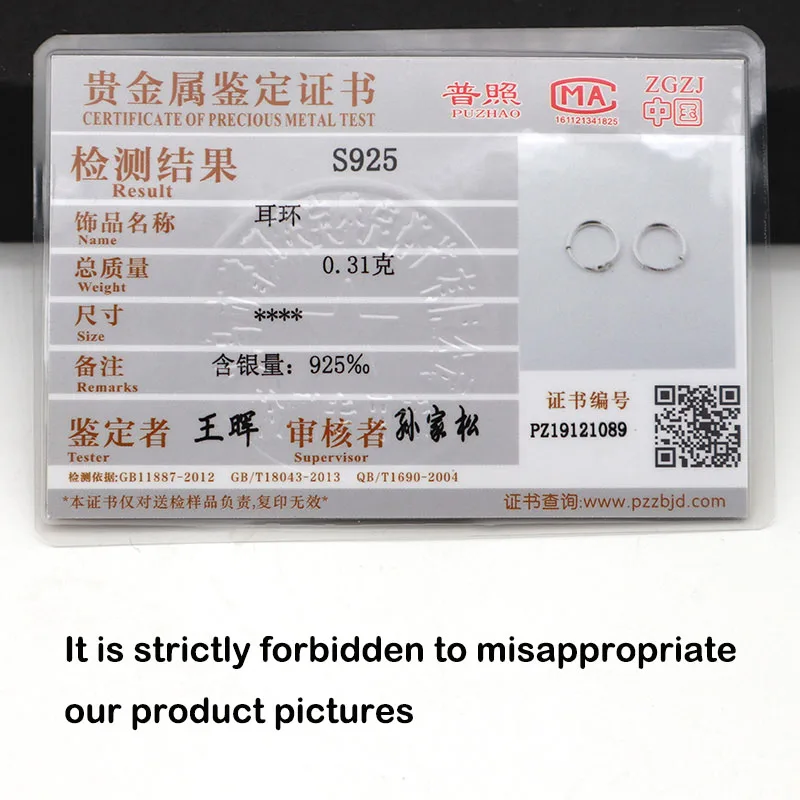 贵金属鉴定证书
CERTIFICATE OF PRECIOUS METAL TEST
普照
PUZHAO
CMA
161121341825
ZGZJ
中国
检测结果 S925
Result
饰品名称 耳环
Name
总质量 0.31克
Weight
尺寸 ****
Size
备注 含银量: 925‰
Remarks
证书编号
PZ19121089
鉴定者 王晖 审核者 孙家松
Tester Supervisor
检测依据:GB11887-2012 GB/T18043-2013 QB/T1690-2004
*本证书仅对送检样品负责,复印无效*
证书查询:www.pzzbjd.com
It is strictly forbidden to misappropriate
our product pictures